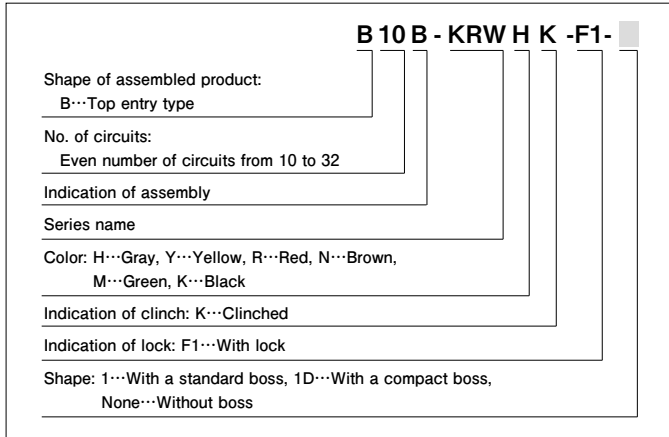 B 10 B - KRW H K -F1-
Shape of assembled product:
B···Top entry type
No. of circuits:
Even number of circuits from 10 to 32
Indication of assembly
Series name
Color: H···Gray, Y···Yellow, R···Red, N···Brown,
M···Green, K···Black
Indication of clinch: K···Clinched
Indication of lock: F1···With lock
Shape: 1···With a standard boss, 1D···With a compact boss,
None···Without boss